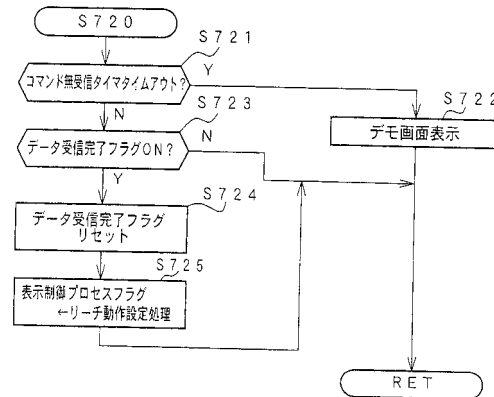 S720
S721
コマンド無受信タイマタイムアウト?
Y
N
S722
デモ画面表示
S723
データ受信完了フラグON?
N
Y
S724
データ受信完了フラグ
リセット
S725
表示制御プロセスフラグ
←リーチ動作設定処理
RET